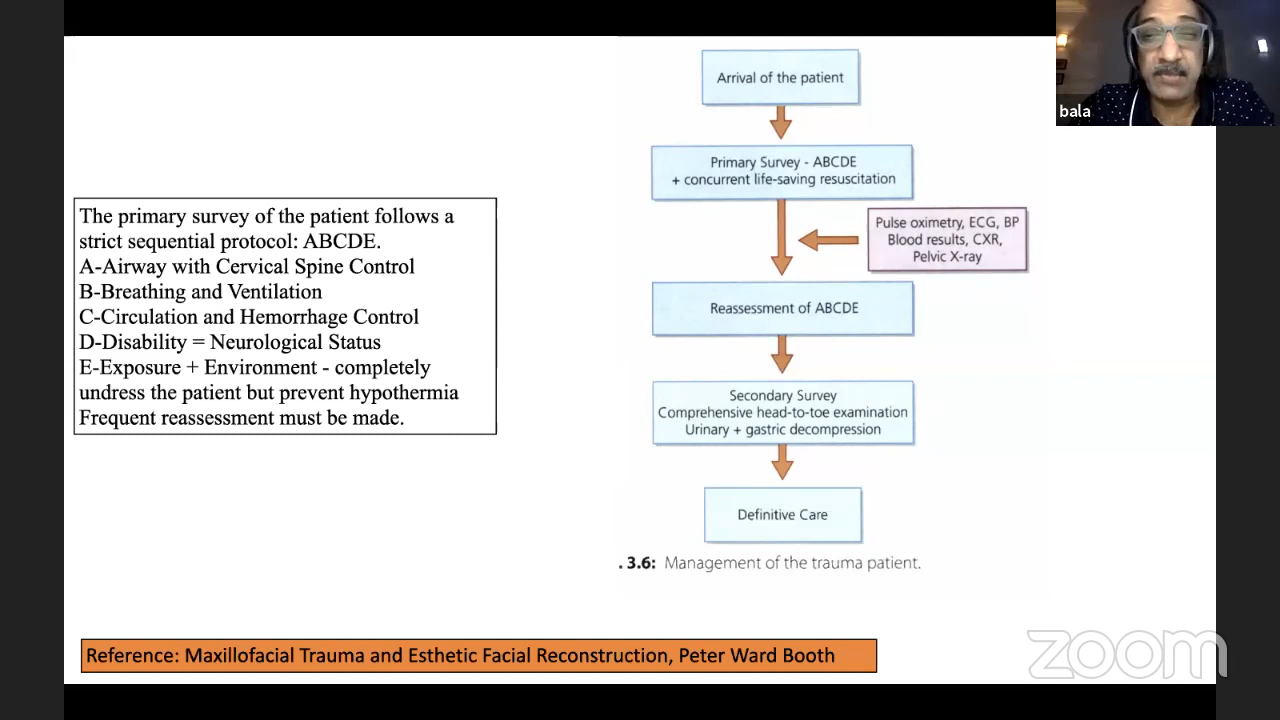 The primary survey of the patient follows a
strict sequential protocol: ABCDE.
A-Airway with Cervical Spine Control
B-Breathing and Ventilation
C-Circulation and Hemorrhage Control
D-Disability = Neurological Status
E-Exposure + Environment - completely
undress the patient but prevent hypothermia
Frequent reassessment must be made.
Arrival of the patient
Primary Survey - ABCDE
+ concurrent life-saving resuscitation
Pulse oximetry, ECG, BP
Blood results, CXR,
Pelvic X-ray
Reassessment of ABCDE
Secondary Survey
Comprehensive head-to-toe examination
Urinary + gastric decompression
Definitive Care
. 3.6: Management of the trauma patient.
Reference: Maxillofacial Trauma and Esthetic Facial Reconstruction, Peter Ward Booth
bala
zoom